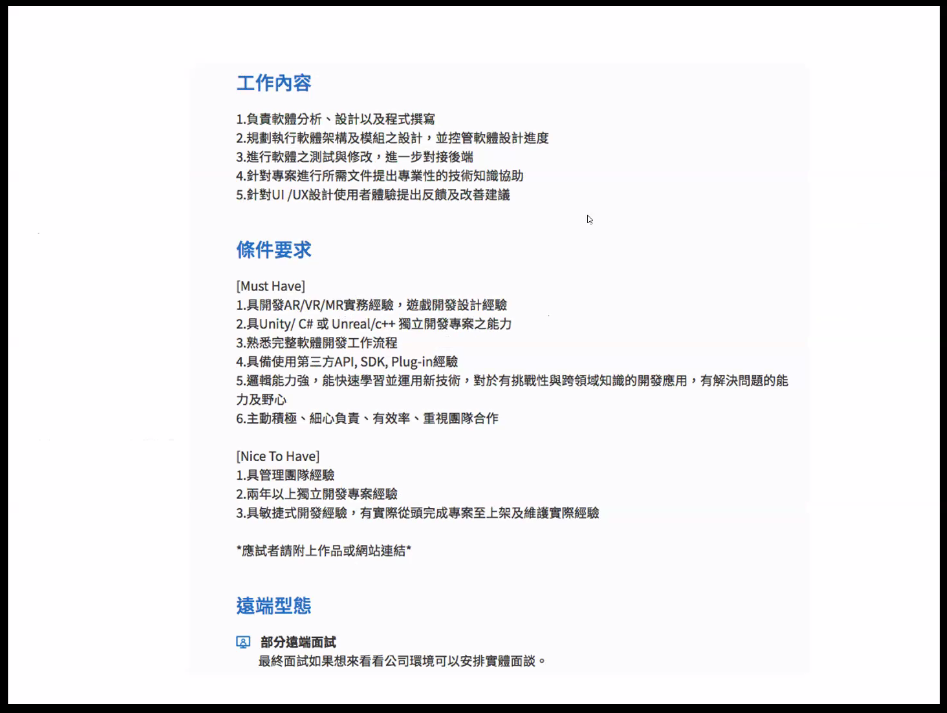 工作內容
1.負責軟體分析、設計以及程式撰寫
2.規劃執行軟體架構及模組之設計，並控管軟體設計進度
3.進行軟體之測試與修改，進一步對接後端
4.針對專案進行所需文件提出專業性的技術知識協助
5.針對UI /UX設計使用者體驗提出反饋及改善建議
條件要求
[Must Have]
1.具開發AR/VR/MR實務經驗，遊戲開發設計經驗
2.具Unity/ C# 或 Unreal/c++ 獨立開發專案之能力
3.熟悉完整軟體開發工作流程
4.具備使用第三方API, SDK, Plug-in經驗
5.邏輯能力強，能快速學習並運用新技術，對於有挑戰性與跨領域知識的開發應用，有解決問題的能
力及野心
6.主動積極、細心負責、有效率、重視團隊合作
[Nice To Have]
1.具管理團隊經驗
2.兩年以上獨立開發專案經驗
3.具敏捷式開發經驗，有實際從頭完成專案至上架及維護實際經驗
*應試者請附上作品或網站連結*
遠端型態
部分遠端面試
最終面試如果想來看看公司環境可以安排實體面談。